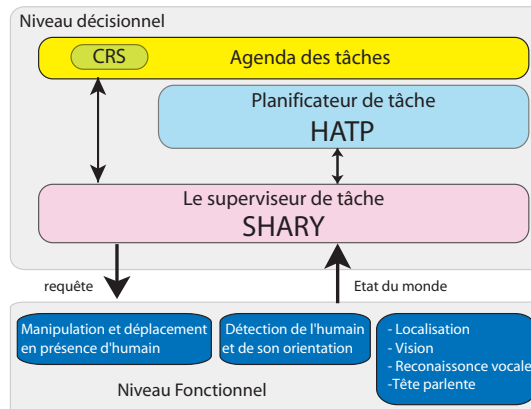 Niveau décisionnel
CRS
Agenda des tâches
Planificateur de tâche
HATP
Le superviseur de tâche
SHARY
requête
Etat du monde
Manipulation et déplacement
en présence d'humain
Détection de l'humain
et de son orientation
- Localisation
- Vision
- Reconaissonce vocale
-Tête parlente
Niveau Fonctionnel